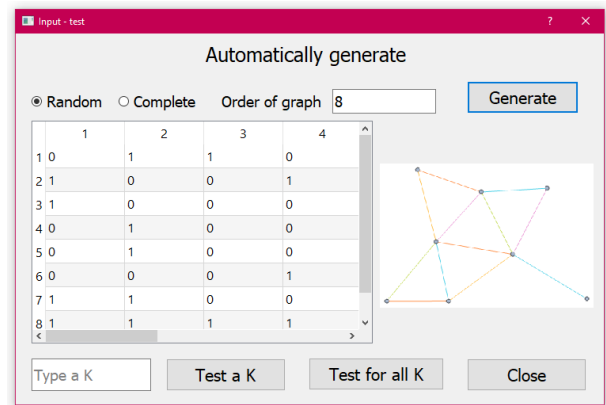 Input - test
Automatically generate
Random Complete Order of graph 8 Generate
1 2 3 4
1 0 1 1 0
2 1 0 0 1
3 1 0 0 0
4 0 1 0 0
5 0 1 0 0
6 0 0 0 1
7 1 1 0 0
8 1 1 1 1
Type a K Test a K Test for all K Close